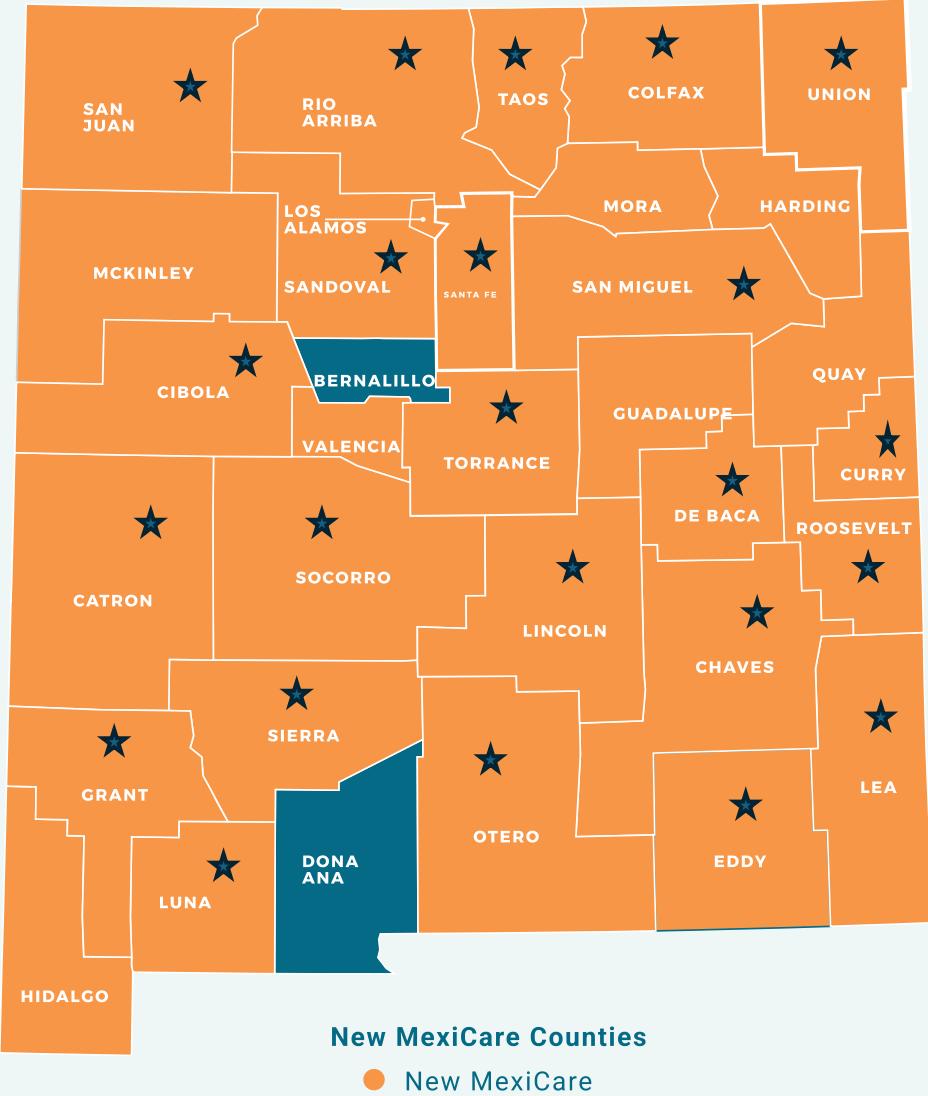 SAN
JUAN
RIO
ARRIBA
TAOS
COLFAX
UNION
LOS
ALAMOS
MORA
HARDING
MCKINLEY
SANDOVAL
SANTA FE
SAN MIGUEL
CIBOLA
BERNALILLO
QUAY
VALENCIA
TORRANCE
GUADALUPE
CURRY
CATRON
SOCORRO
DE BACA
ROOSEVELT
LINCOLN
CHAVES
SIERRA
GRANT
LEA
OTERO
EDDY
DONA
ANA
LUNA
HIDALGO
New MexiCare Counties
New MexiCare